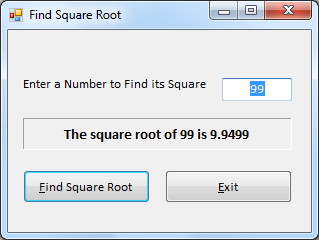 Find Square Root
Enter a Number to Find its Square
99
The square root of 99 is 9.9499
Find Square Root
Exit